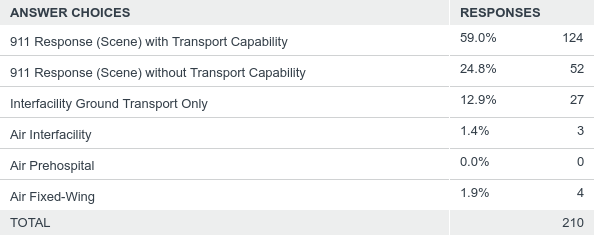 ANSWER CHOICES RESPONSES
911 Response (Scene) with Transport Capability 59.0% 124
911 Response (Scene) without Transport Capability 24.8% 52
Interfacility Ground Transport Only 12.9% 27
Air Interfacility 1.4% 3
Air Prehospital 0.0% 0
Air Fixed-Wing 1.9% 4
TOTAL 210